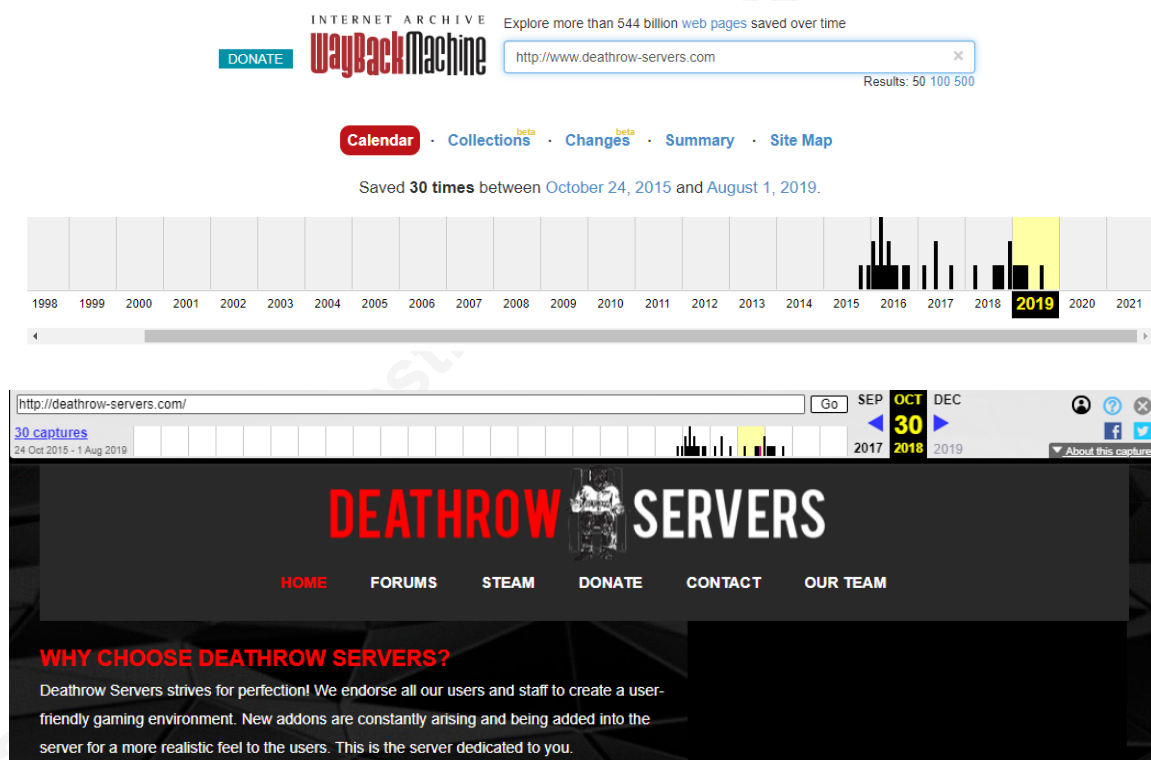 INTERNET ARCHIVE
WayBackMachine
Explore more than 544 billion web pages saved over time
DONATE
http://www.deathrow-servers.com ×
Results: 50 100 500
Calendar · Collections beta · Changes beta · Summary · Site Map
Saved 30 times between October 24, 2015 and August 1, 2019.
1998 1999 2000 2001 2002 2003 2004 2005 2006 2007 2008 2009 2010 2011 2012 2013 2014 2015 2016 2017 2018 2019 2020 2021
http://deathrow-servers.com/ Go SEP OCT DEC
30 captures 30
24 Oct 2015 - 1 Aug 2019 2017 2018 2019 About this capture
DEATHROW SERVERS
HOME FORUMS STEAM DONATE CONTACT OUR TEAM
WHY CHOOSE DEATHROW SERVERS?
Deathrow Servers strives for perfection! We endorse all our users and staff to create a user-
friendly gaming environment. New addons are constantly arising and being added into the
server for a more realistic feel to the users. This is the server dedicated to you.